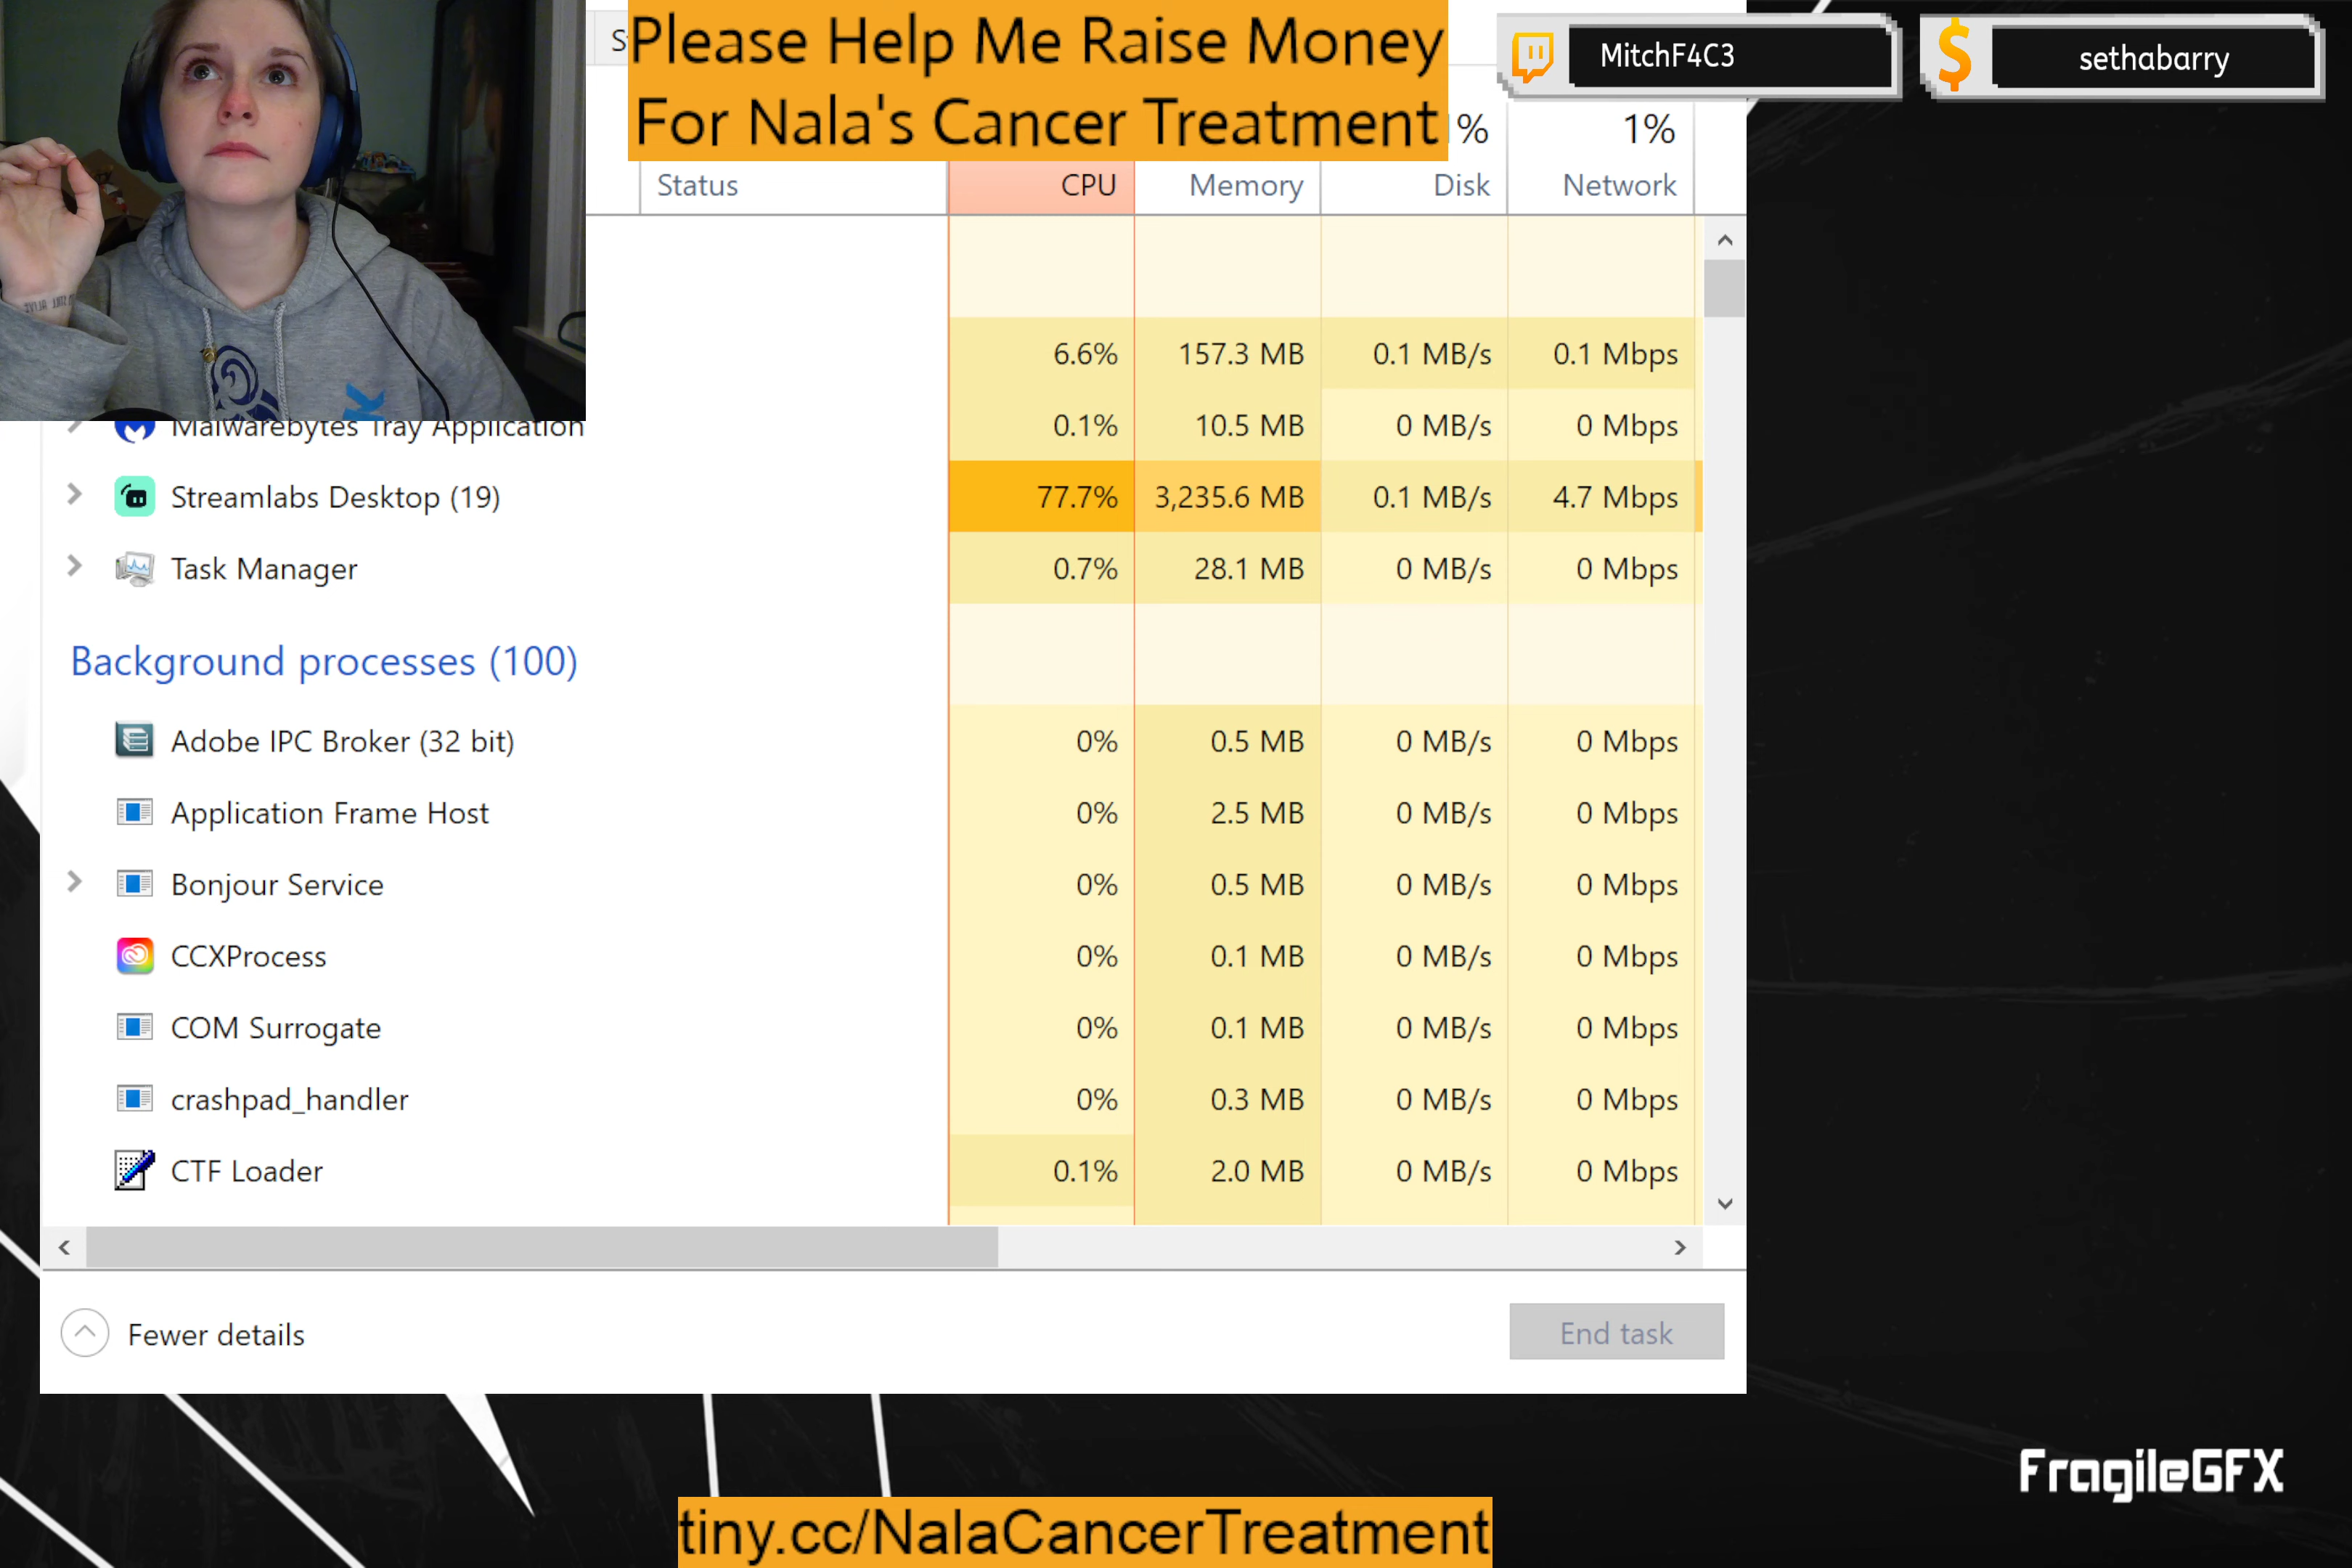 Please Help Me Raise Money
For Nala's Cancer Treatment
MitchF4C3
sethabarry
% 1%
Status CPU Memory Disk Network
6.6% 157.3 MB 0.1 MB/s 0.1 Mbps
Malwarebytes Tray Application 0.1% 10.5 MB 0 MB/s 0 Mbps
Streamlabs Desktop (19) 77.7% 3,235.6 MB 0.1 MB/s 4.7 Mbps
Task Manager 0.7% 28.1 MB 0 MB/s 0 Mbps
Background processes (100)
Adobe IPC Broker (32 bit) 0% 0.5 MB 0 MB/s 0 Mbps
Application Frame Host 0% 2.5 MB 0 MB/s 0 Mbps
Bonjour Service 0% 0.5 MB 0 MB/s 0 Mbps
CCXProcess 0% 0.1 MB 0 MB/s 0 Mbps
COM Surrogate 0% 0.1 MB 0 MB/s 0 Mbps
crashpad_handler 0% 0.3 MB 0 MB/s 0 Mbps
CTF Loader 0.1% 2.0 MB 0 MB/s 0 Mbps
Fewer details
End task
FragileGFX
tiny.cc/NalaCancerTreatment